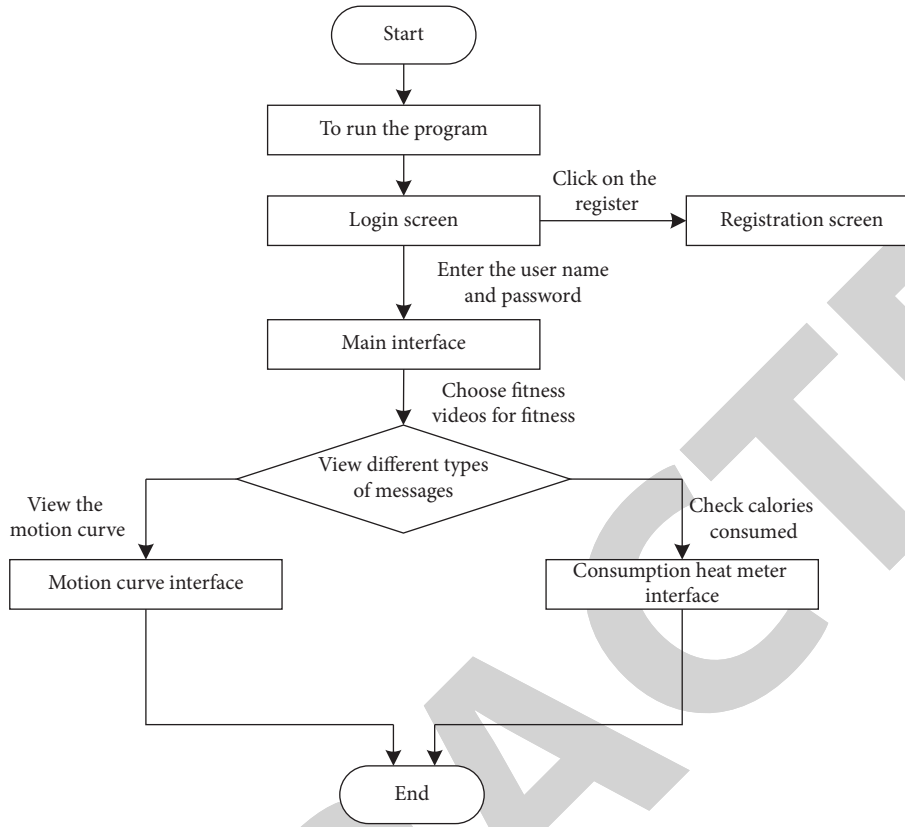 Start
To run the program
Click on the
register
Login screen
Registration screen
Enter the user name
and password
Main interface
Choose fitness
videos for fitness
View different types
of messages
View the
motion curve
Check calories
consumed
Motion curve interface
Consumption heat meter
interface
End